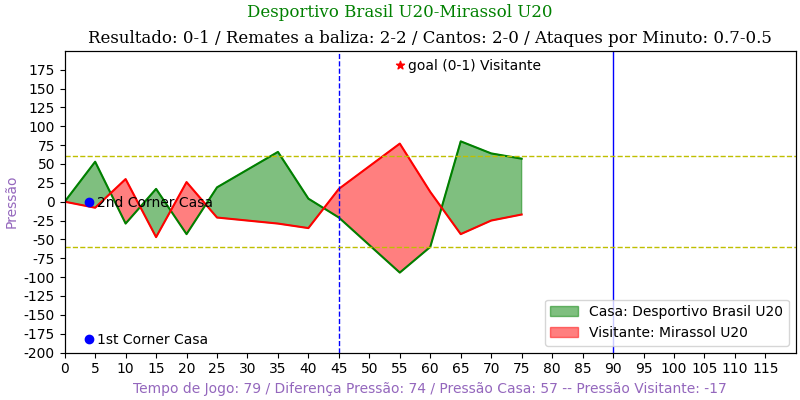 Desportivo Brasil U20-Mirassol U20
Resultado: 0-1 / Remates a baliza: 2-2 / Cantos: 2-0 / Ataques por Minuto: 0.7-0.5
Pressão
175
150
125
100
75
50
25
0
-25
-50
-75
-100
-125
-150
-175
-200
goal (0-1) Visitante
2nd Corner Casa
1st Corner Casa
Casa: Desportivo Brasil U20
Visitante: Mirassol U20
0 5 10 15 20 25 30 35 40 45 50 55 60 65 70 75 80 85 90 95 100 105 110 115
Tempo de Jogo: 79 / Diferença Pressão: 74 / Pressão Casa: 57 -- Pressão Visitante: -17